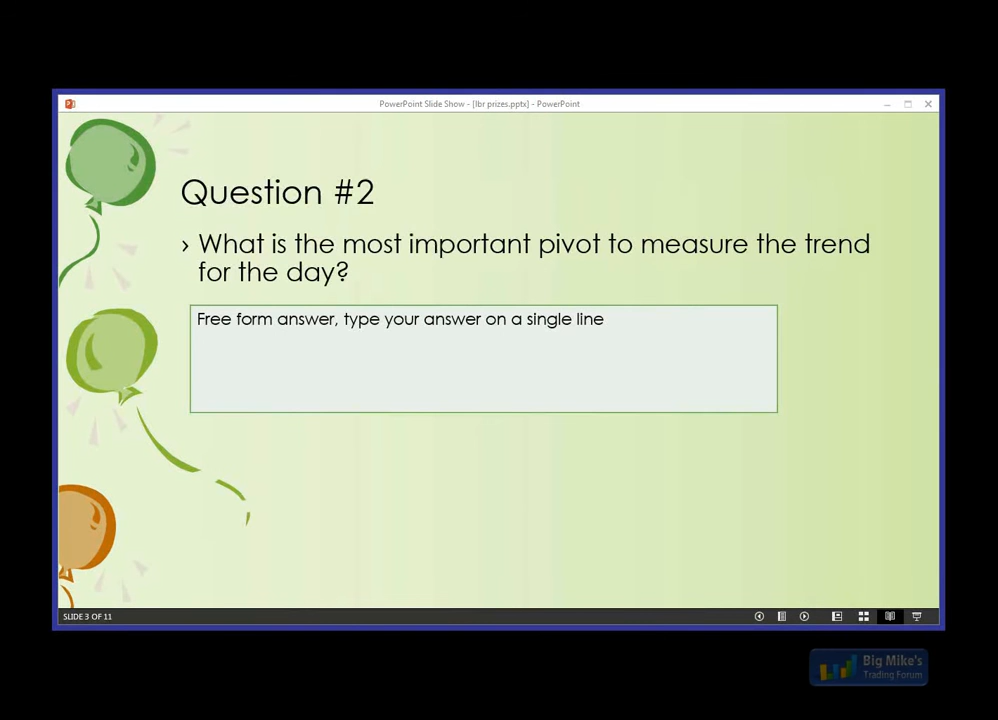 PowerPoint Slide Show - [lbr prizes.pptx] - PowerPoint
Question #2
› What is the most important pivot to measure the trend
for the day?
Free form answer, type your answer on a single line
SLIDE 3 OF 11
Big Mike's
Trading Forum